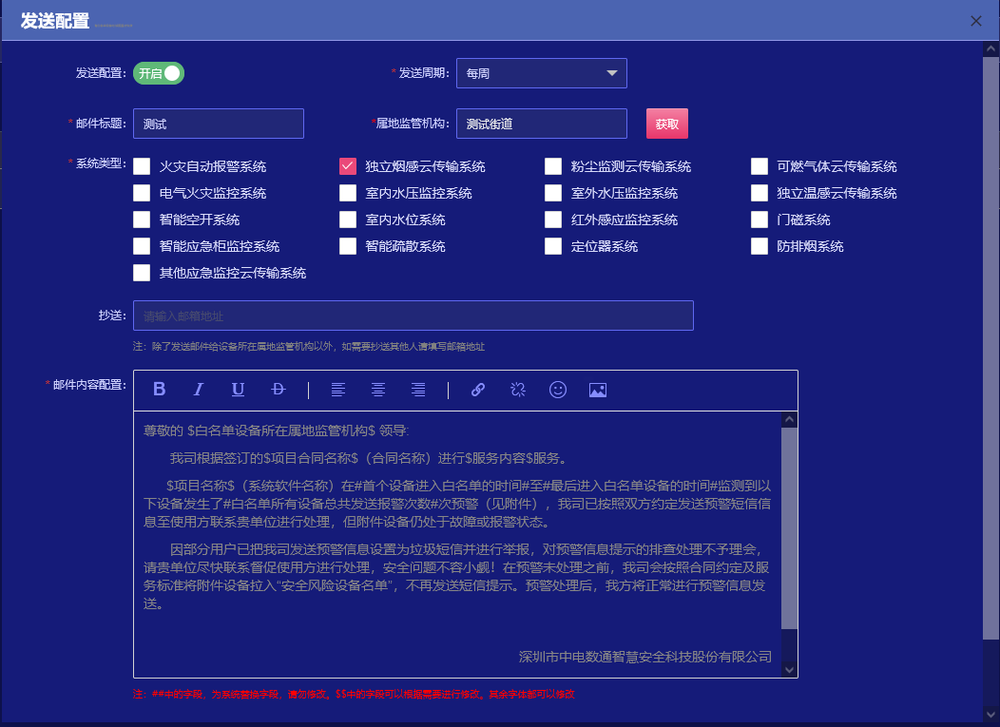 发送配置
发送配置: 开启 * 发送周期: 每周
* 邮件标题: 测试 *属地监管机构: 测试街道 获取
* 系统类型: 火灾自动报警系统 独立烟感云传输系统 粉尘监测云传输系统 可燃气体云传输系统
电气火灾监控系统 室内水压监控系统 室外水压监控系统 独立温感云传输系统
智能空开系统 室内水位系统 红外感应监控系统 门磁系统
智能应急柜监控系统 智能疏散系统 定位器系统 防排烟系统
其他应急监控云传输系统
抄送: 请输入邮箱地址
注：除了发送邮件给设备所在属地监管机构以外，如需要抄送其他人请填写邮箱地址
* 邮件内容配置: B I U D
尊敬的 $白名单设备所在属地监管机构$ 领导:
我司根据签订的$项目合同名称$（合同名称）进行$服务内容$服务。
$项目名称$（系统软件名称）在#首个设备进入白名单的时间#至#最后进入白名单设备的时间#监测到以
下设备发生了#白名单所有设备总共发送报警次数#次预警（见附件），我司已按照双方约定发送预警短信信
息至使用方联系贵单位进行处理，但附件设备仍处于故障或报警状态。
因部分用户已把我司发送预警信息设置为垃圾短信并进行举报，对预警信息提示的排查处理不予理会，
请贵单位尽快联系督促使用方进行处理，安全问题不容小觑！在预警未处理之前，我司会按照合同约定及服
务标准将附件设备拉入“安全风险设备名单”，不再发送短信提示。预警处理后，我方将正常进行预警信息发
送。
深圳市中电数通智慧安全科技股份有限公司
注：##中的字段，为系统替换字段，请勿修改。$$中的字段可以根据需要进行修改。其余字体都可以修改